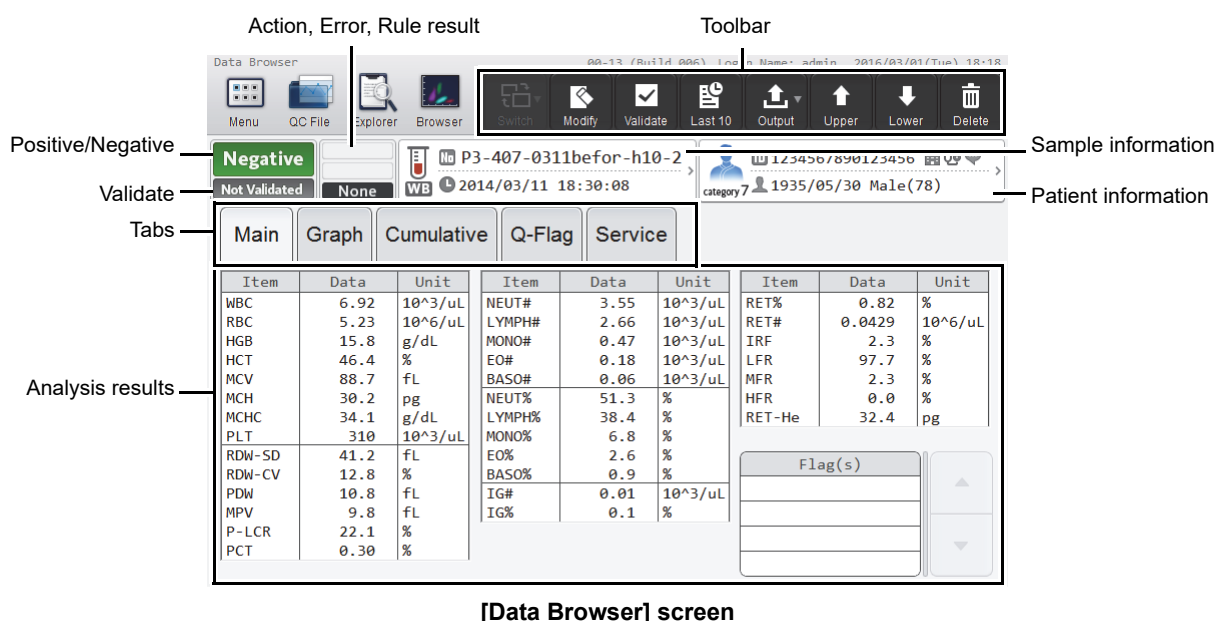 Action, Error, Rule result Toolbar
Data Browser 00-13 (Build 006) Login Name: admin 2016/03/01(Tue) 18:18
Menu QC File Explorer Browser Switch Modify Validate Last 10 Output Upper Lower Delete
Positive/Negative Negative No P3-407-0311befor-h10-2 ID 1234567890123456 Sample information
Validate Not Validated None WB 2014/03/11 18:30:08 category 7 1935/05/30 Male(78) Patient information
Tabs Main Graph Cumulative Q-Flag Service
Item Data Unit Item Data Unit Item Data Unit
WBC 6.92 10^3/uL NEUT# 3.55 10^3/uL RET% 0.82 %
RBC 5.23 10^6/uL LYMPH# 2.66 10^3/uL RET# 0.0429 10^6/uL
HGB 15.8 g/dL MONO# 0.47 10^3/uL IRF 2.3 %
HCT 46.4 % EO# 0.18 10^3/uL LFR 97.7 %
MCV 88.7 fL BASO# 0.06 10^3/uL MFR 2.3 %
Analysis results
MCH 30.2 pg NEUT% 51.3 % HFR 0.0 %
MCHC 34.1 g/dL LYMPH% 38.4 % RET-He 32.4 pg
PLT 310 10^3/uL MONO% 6.8 %
RDW-SD 41.2 fL EO% 2.6 % Flag(s)
RDW-CV 12.8 % BASO% 0.9 %
PDW 10.8 fL IG# 0.01 10^3/uL
MPV 9.8 fL IG% 0.1 %
P-LCR 22.1 %
PCT 0.30 %
[Data Browser] screen